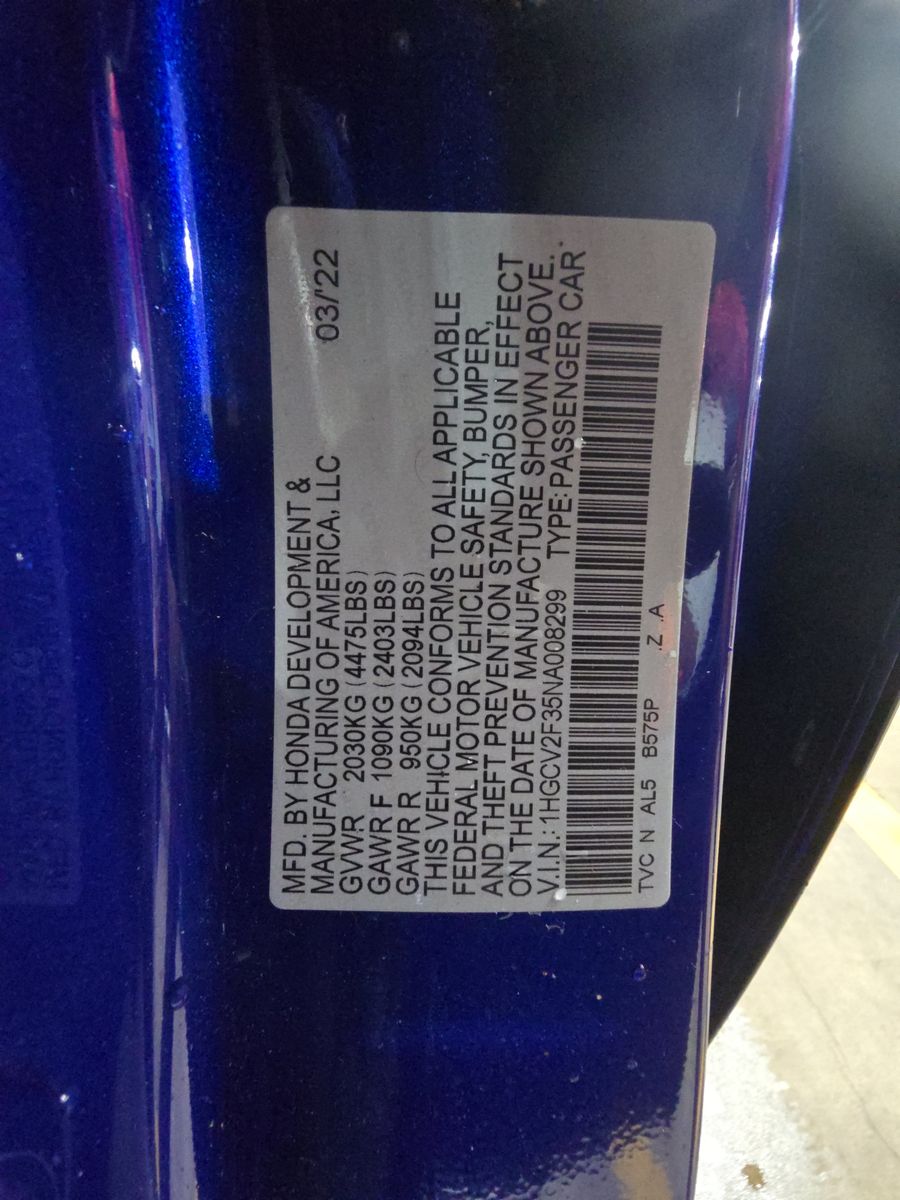 MFD. BY HONDA DEVELOPMENT &
MANUFACTURING OF AMERICA, LLC 03/'22
GVWR 2030KG (4475LBS)
GAWR F 1090KG (2403LBS)
GAWR R 950KG (2094LBS)
THIS VEHICLE CONFORMS TO ALL APPLICABLE
FEDERAL MOTOR VEHICLE SAFETY, BUMPER,
AND THEFT PREVENTION STANDARDS IN EFFECT
ON THE DATE OF MANUFACTURE SHOWN ABOVE.
V.I.N.: 1HGCV2F35NA008299 TYPE: PASSENGER CAR
TVC N AL5 B575P Z A